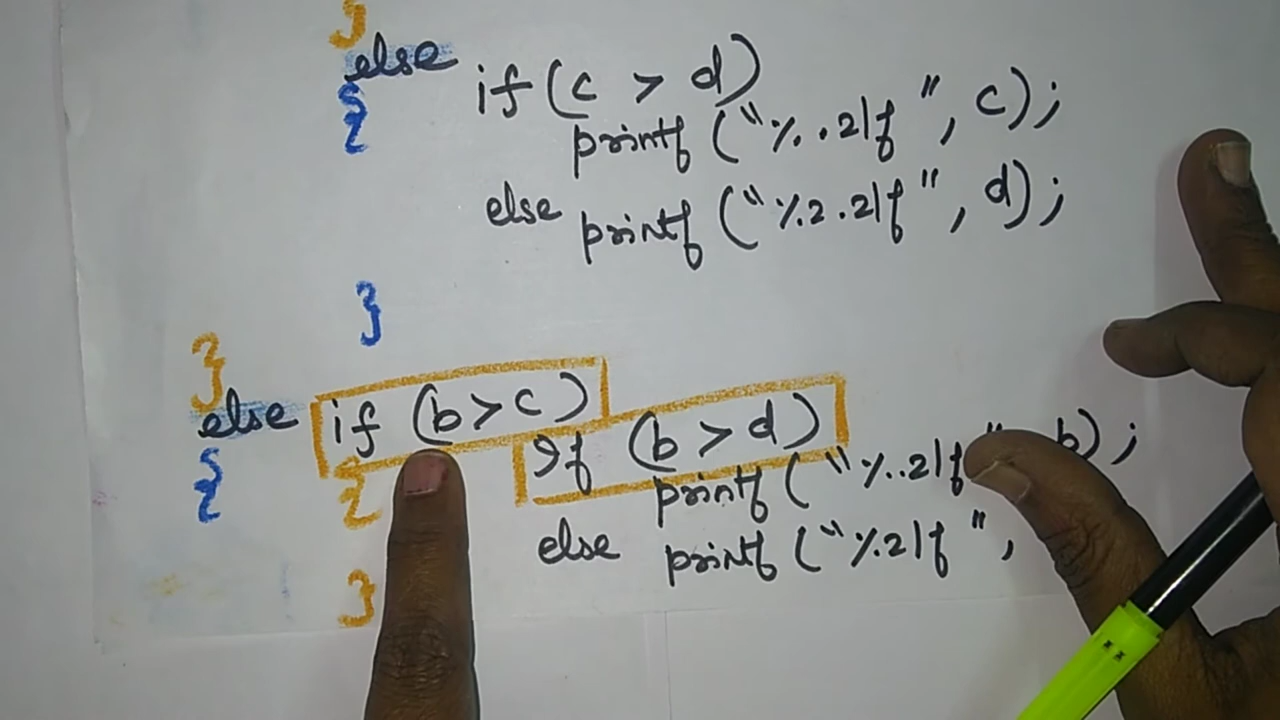 }
else
{
if (c > d)
printf ("%..2lf", c);
else printf ("%2.2lf", d);
}
}
else if (b>c)
{ { If (b > d)
printf ("%..2lf", b);
else printf ("%.2lf",
}